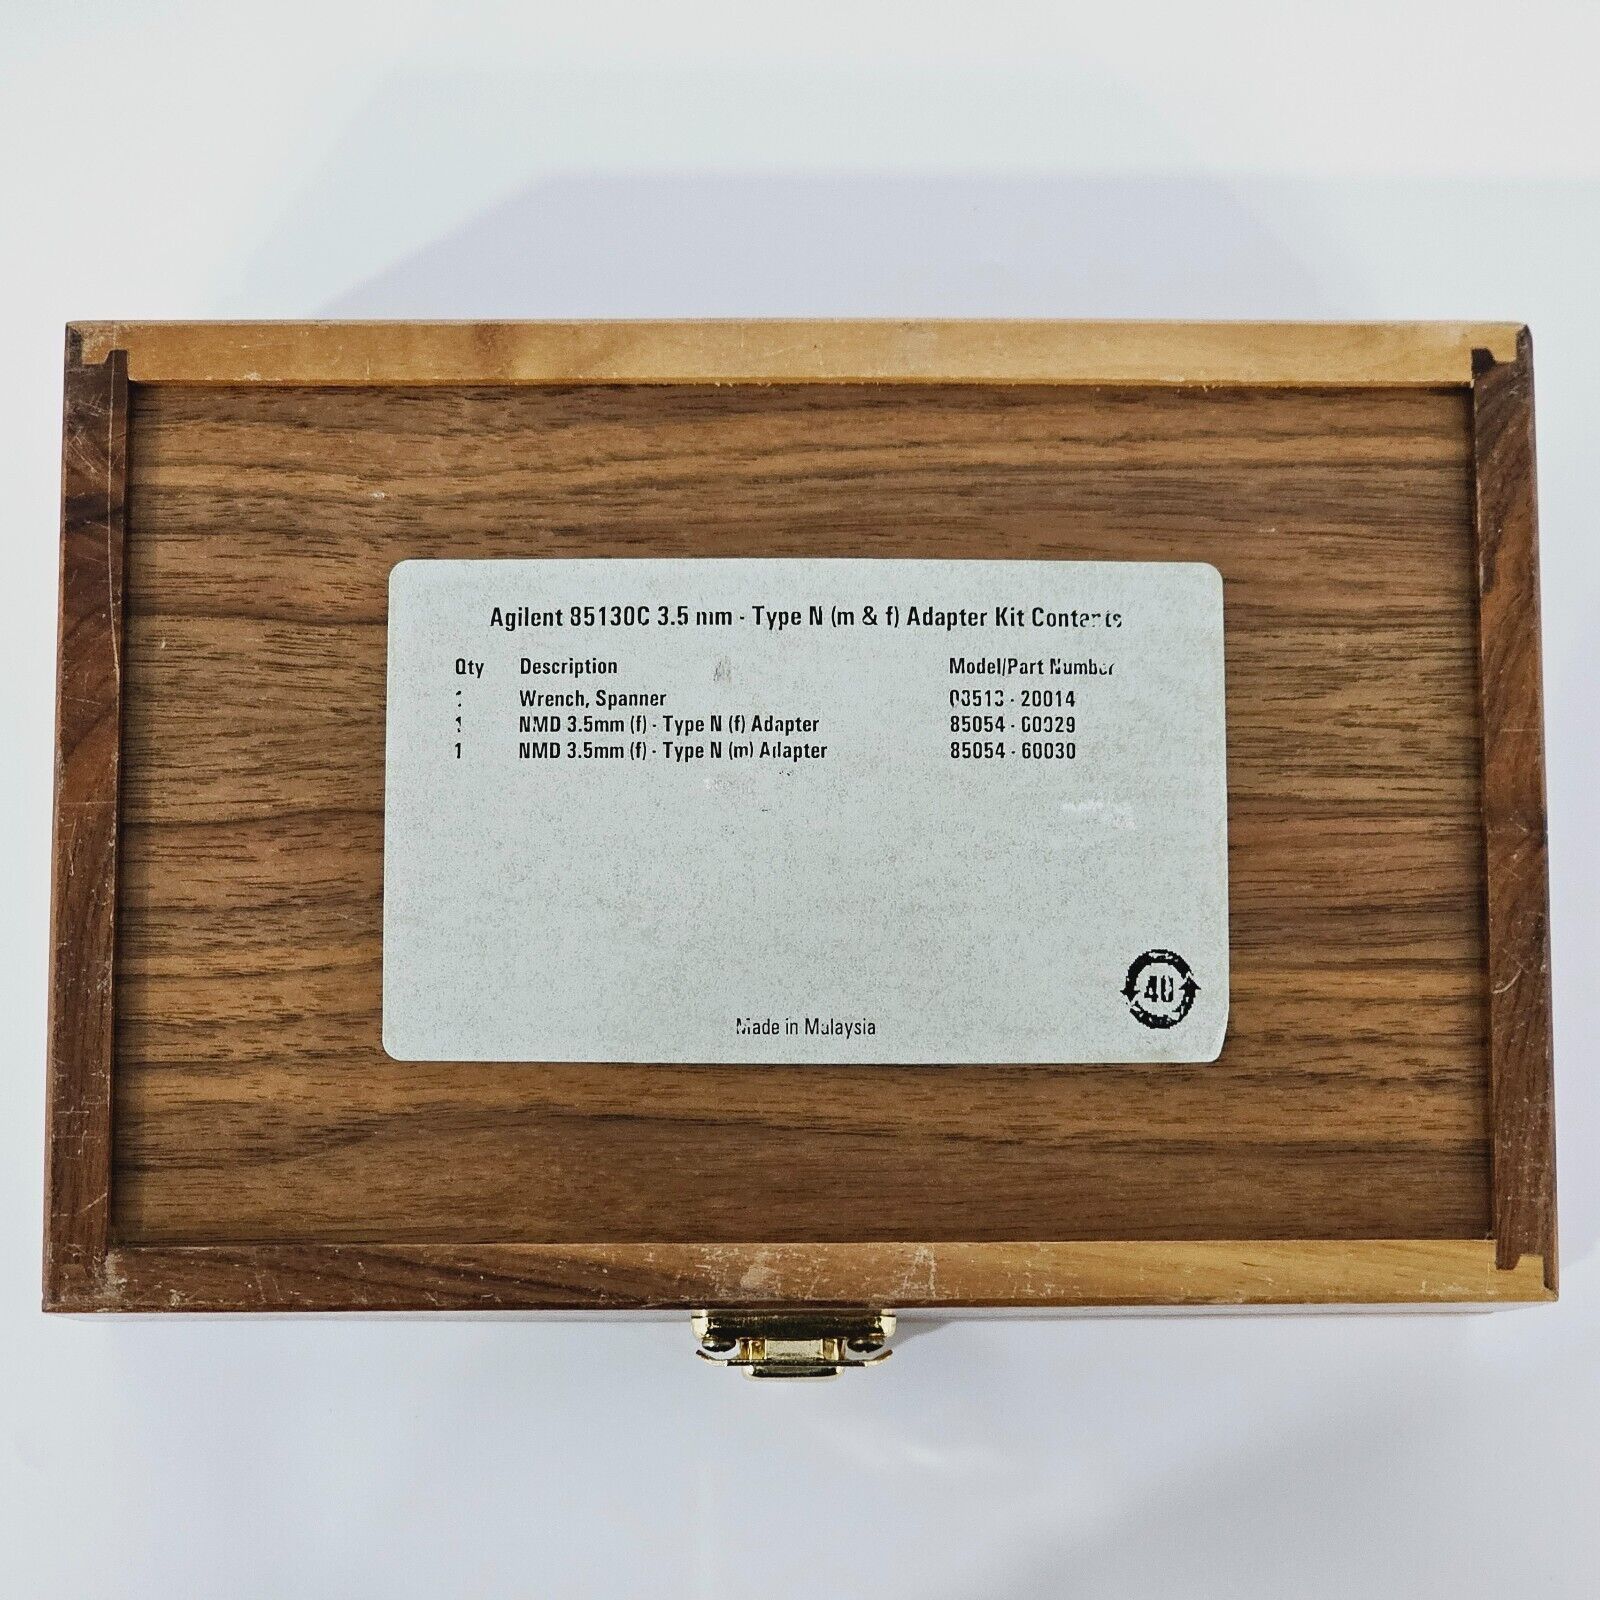 Agilent 85130C 3.5 mm - Type N (m & f) Adapter Kit Contents
Qty Description Model/Part Number
1 Wrench, Spanner 08513 - 20014
1 NMD 3.5mm (f) - Type N (f) Adapter 85054 - 60029
1 NMD 3.5mm (f) - Type N (m) Adapter 85054 - 60030
40
Made in Malaysia